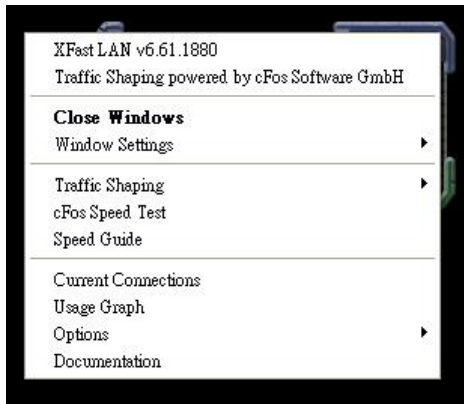 XFast LAN v6.61.1880
Traffic Shaping powered by cFos Software GmbH
Close Windows
Window Settings
Traffic Shaping
cFos Speed Test
Speed Guide
Current Connections
Usage Graph
Options
Documentation